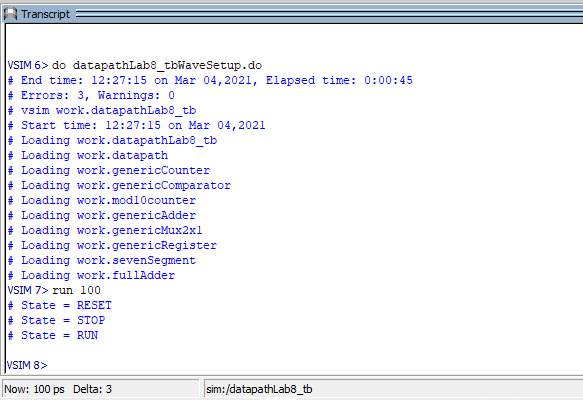 Transcript
VSIM 6> do datapathLab8_tbWaveSetup.do
# End time: 12:27:15 on Mar 04,2021, Elapsed time: 0:00:45
# Errors: 3, Warnings: 0
# vsim work.datapathLab8_tb
# Start time: 12:27:15 on Mar 04,2021
# Loading work.datapathLab8_tb
# Loading work.datapath
# Loading work.genericCounter
# Loading work.genericComparator
# Loading work.mod10counter
# Loading work.genericAdder
# Loading work.genericMux2x1
# Loading work.genericRegister
# Loading work.sevenSegment
# Loading work.fullAdder
VSIM 7> run 100
# State = RESET
# State = STOP
# State = RUN
VSIM 8>
Now: 100 ps Delta: 3 sim:/datapathLab8_tb